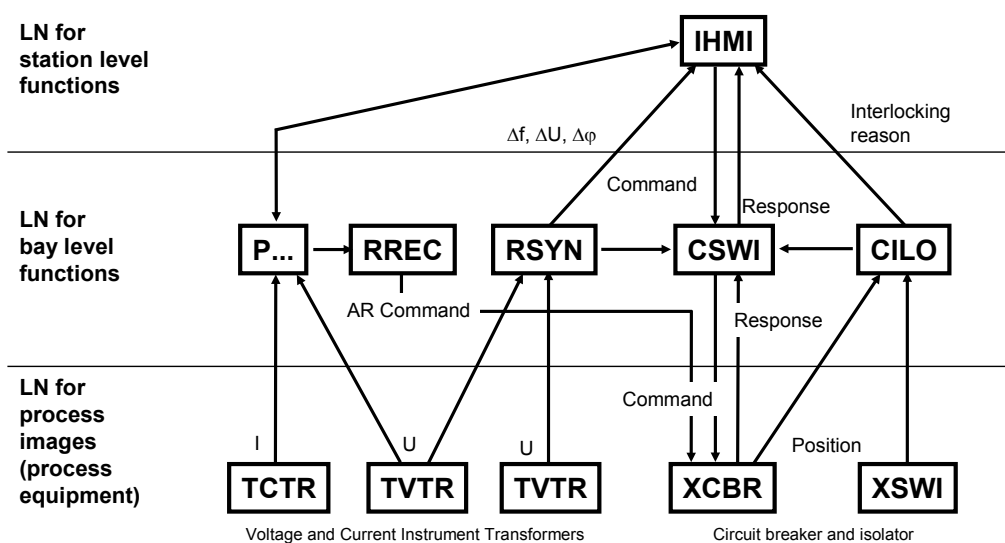 LN for
station level
functions
IHMI
Δf, ΔU, Δφ
Interlocking
reason
Command
Response
LN for
bay level
functions
P...
RREC
RSYN
CSWI
CILO
AR Command
Response
LN for
process
images
(process
equipment)
Command
I
U
U
Position
TCTR
TVTR
TVTR
XCBR
XSWI
Voltage and Current Instrument Transformers
Circuit breaker and isolator